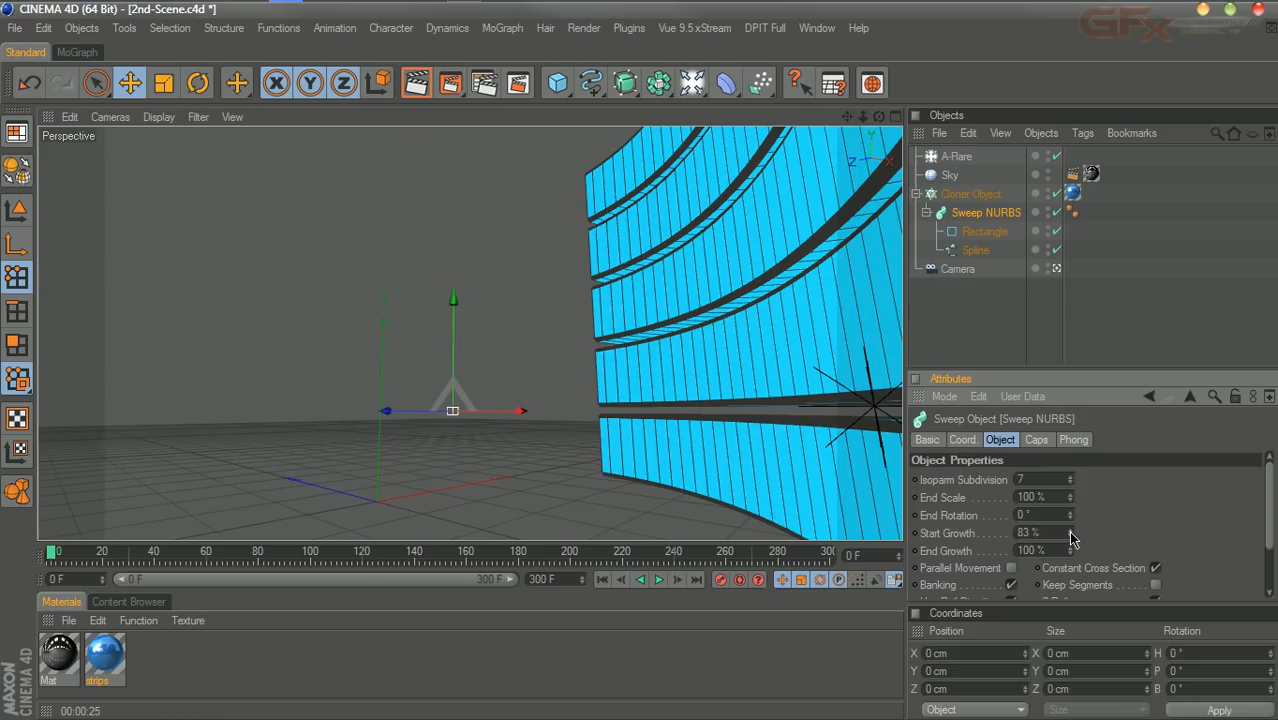 CINEMA 4D (64 Bit) - [2nd-Scene.c4d *]
GFx
File Edit Objects Tools Selection Structure Functions Animation Character Dynamics MoGraph Hair Render Plugins Vue 9.5xStream DPIT Full Window Help
Standard MoGraph
X Y Z
Edit Cameras Display Filter View
Perspective
Y
Z X
Objects
File Edit View Objects Tags Bookmarks
A-Flare
Sky
Cloner Object
Sweep NURBS
Rectangle
Spline
Camera
Attributes
Mode Edit User Data
Sweep Object [Sweep NURBS]
Basic Coord. Object Caps Phong
Object Properties
Isoparm Subdivision 7
End Scale 100 %
End Rotation 0 °
Start Growth 83 %
End Growth 100 %
Parallel Movement Constant Cross Section
Banking Keep Segments
0 20 40 60 80 100 120 140 160 180 200 220 240 260 280 300 0 F
0 F 0 F 300 F 300 F
P
Materials Content Browser
File Edit Function Texture
Mat strips
Coordinates
Position Size Rotation
X 0 cm X 0 cm H 0 °
Y 0 cm Y 0 cm P 0 °
Z 0 cm Z 0 cm B 0 °
Object Size Apply
MAXON
CINEMA 4D
00:00:25